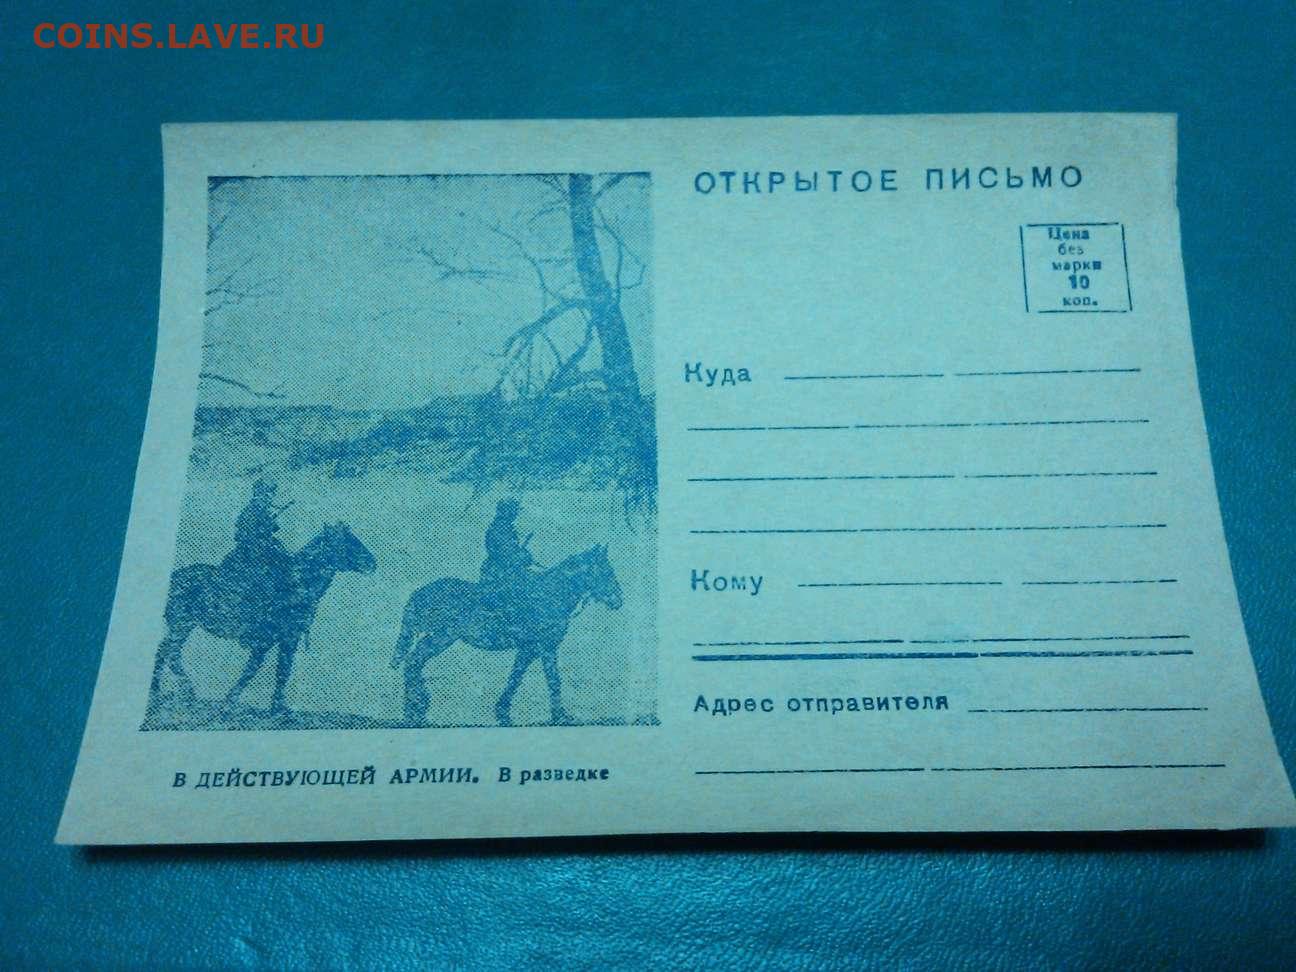 COINS.LAVE.RU
ОТКРЫТОЕ ПИСЬМО
Цена
без
марки
10
коп.
Куда
Кому
Адрес отправителя
В ДЕЙСТВУЮЩЕЙ АРМИИ. В разведке